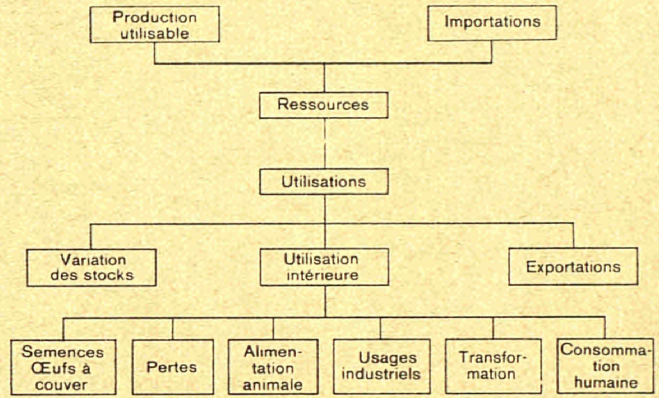 Production
utilisable
Importations
Ressources
Utilisations
Variation
des stocks
Utilisation
intérieure
Exportations
Semences
Œufs à
couver
Pertes
Alimen-
tation
animale
Usages
industriels
Transfor-
mation
Consomma-
tion
humaine